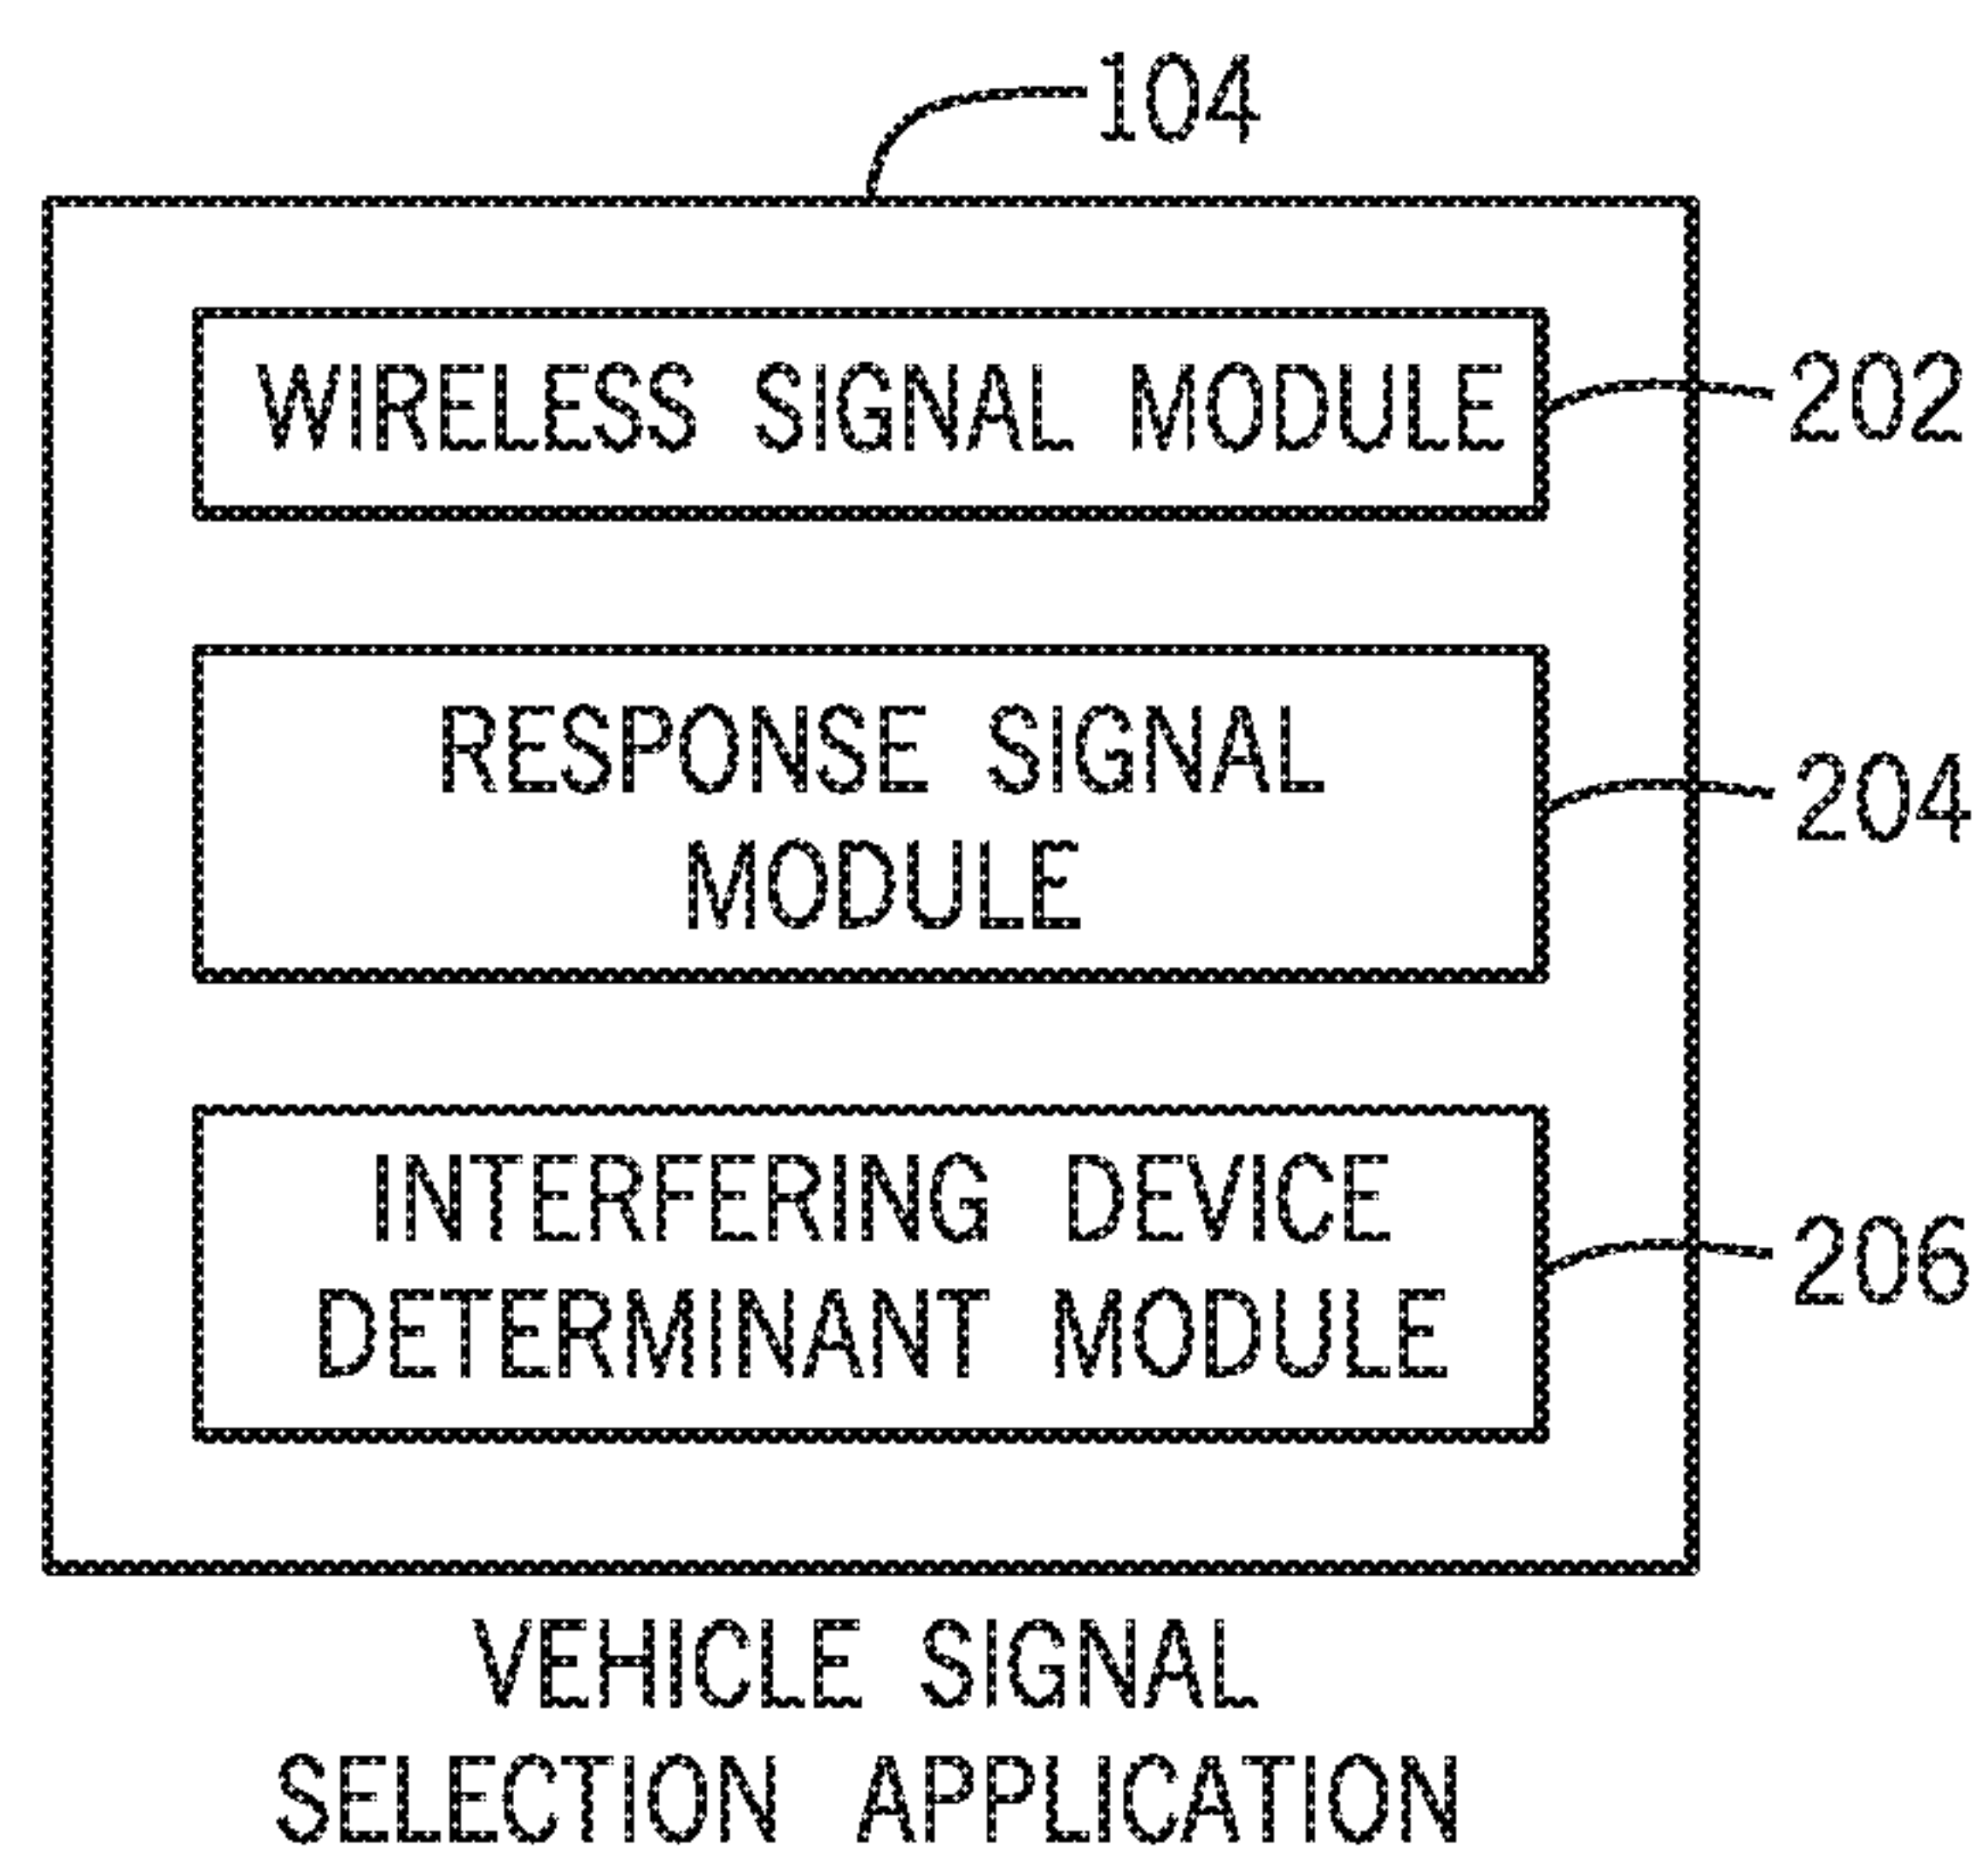 104
WIRELESS SIGNAL MODULE
202
RESPONSE SIGNAL
MODULE
204
INTERFERING DEVICE
DETERMINANT MODULE
206
VEHICLE SIGNAL
SELECTION APPLICATION